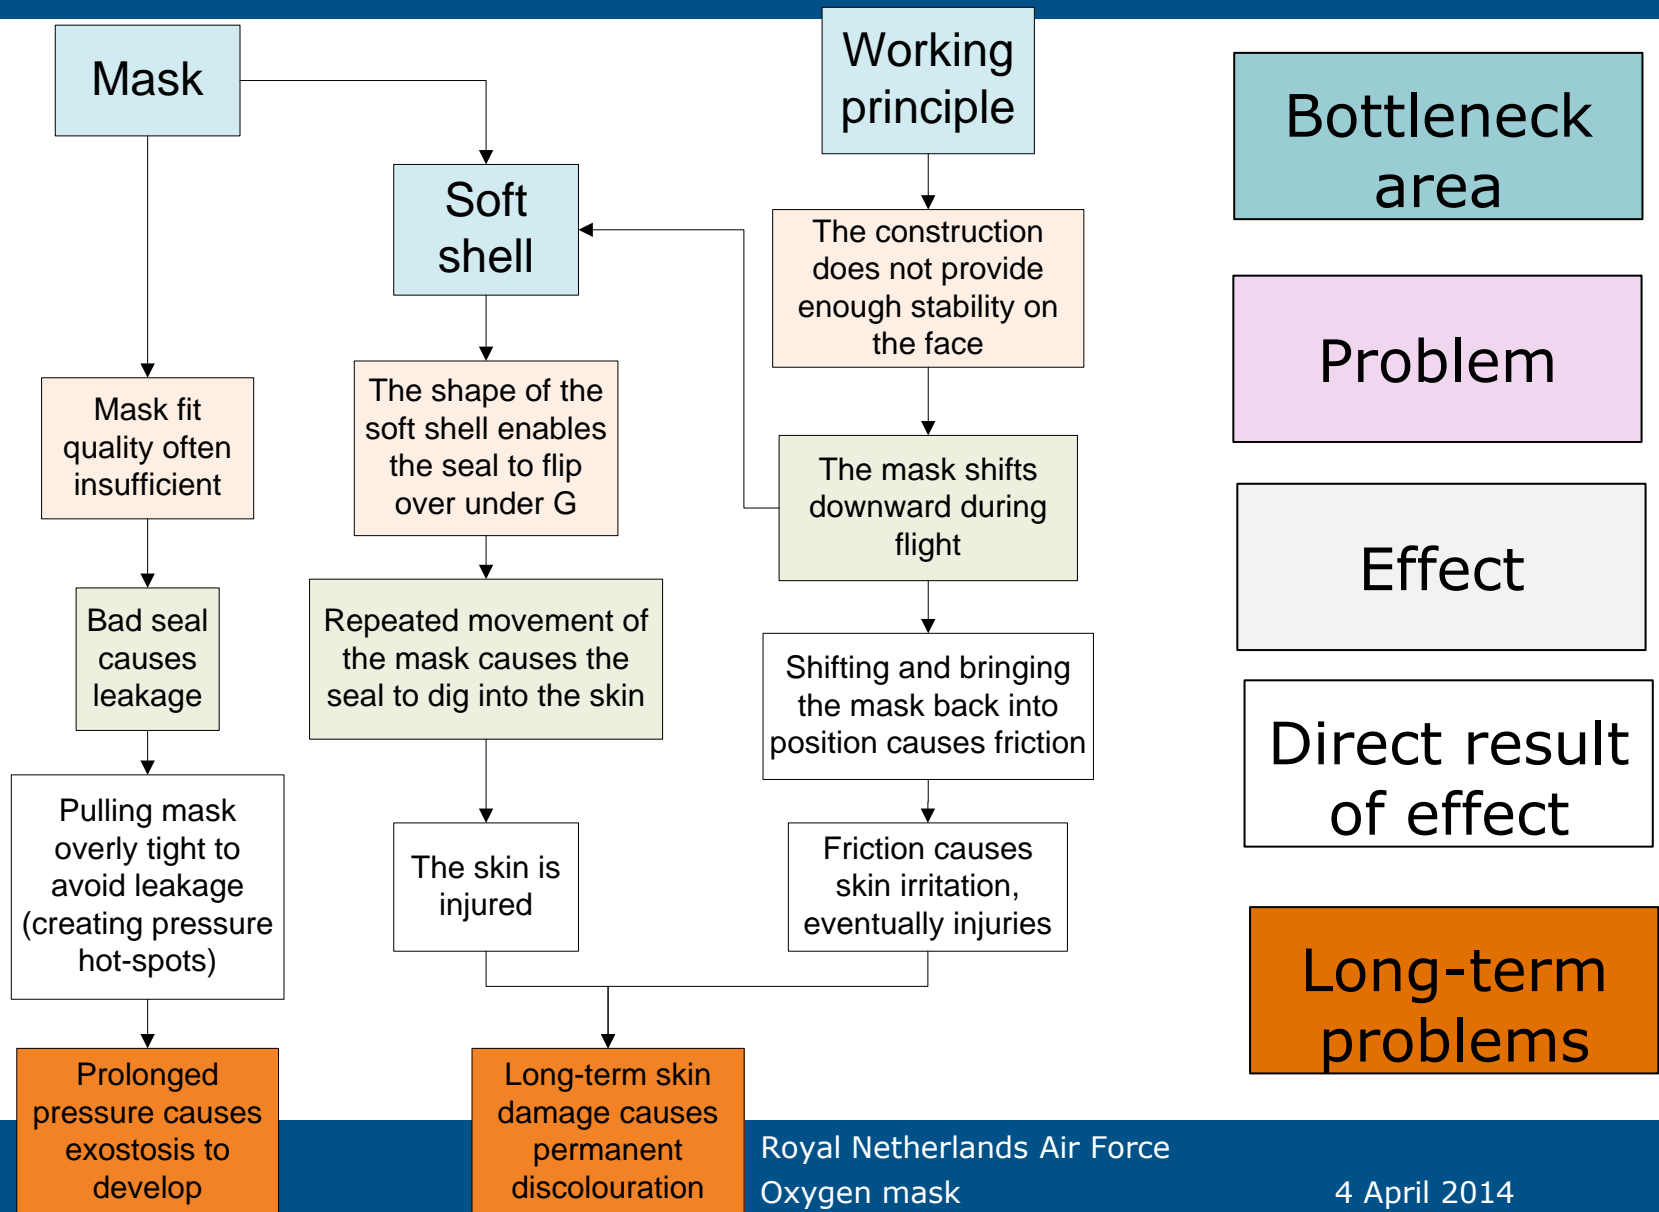 Mask
Working
principle
Soft
shell
The construction
does not provide
enough stability on
the face
Mask fit
quality often
insufficient
The shape of the
soft shell enables
the seal to flip
over under G
The mask shifts
downward during
flight
Bad seal
causes
leakage
Repeated movement of
the mask causes the
seal to dig into the skin
Shifting and bringing
the mask back into
position causes friction
Pulling mask
overly tight to
avoid leakage
(creating pressure
hot-spots)
The skin is
injured
Friction causes
skin irritation,
eventually injuries
Prolonged
pressure causes
exostosis to
develop
Long-term skin
damage causes
permanent
discolouration
Bottleneck
area
Problem
Effect
Direct result
of effect
Long-term
problems
Royal Netherlands Air Force
Oxygen mask
4 April 2014